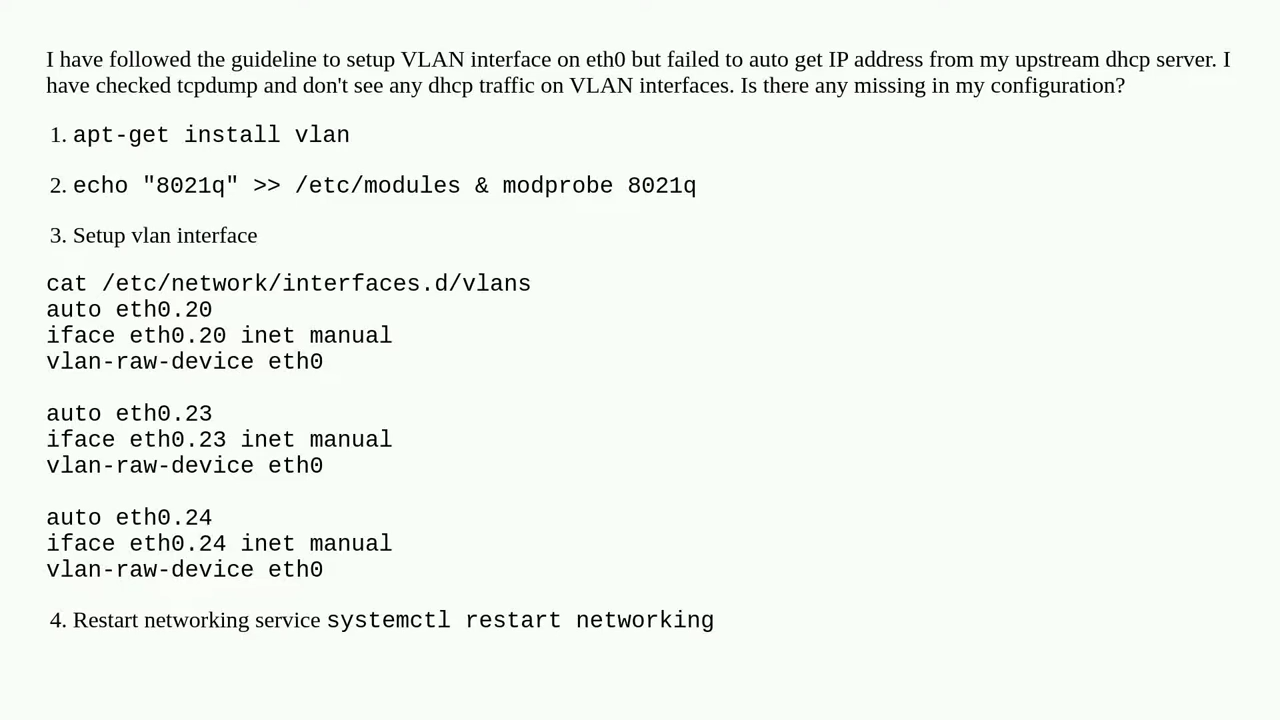 I have followed the guideline to setup VLAN interface on eth0 but failed to auto get IP address from my upstream dhcp server. I
have checked tcpdump and don't see any dhcp traffic on VLAN interfaces. Is there any missing in my configuration?
1. apt-get install vlan
2. echo "8021q" >> /etc/modules & modprobe 8021q
3. Setup vlan interface
cat /etc/network/interfaces.d/vlans
auto eth0.20
iface eth0.20 inet manual
vlan-raw-device eth0
auto eth0.23
iface eth0.23 inet manual
vlan-raw-device eth0
auto eth0.24
iface eth0.24 inet manual
vlan-raw-device eth0
4. Restart networking service systemctl restart networking